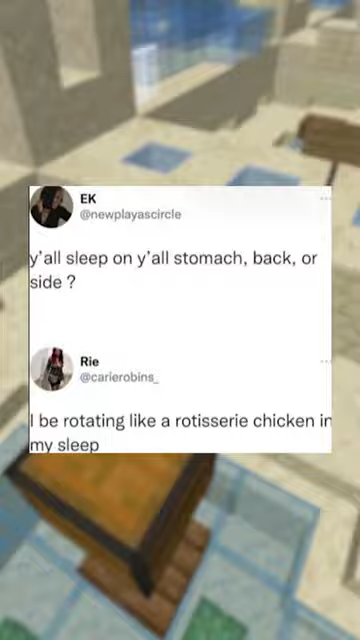 EK
@newplayascircle
y'all sleep on y'all stomach, back, or
side ?
Rie
@carierobins_
I be rotating like a rotisserie chicken in
my sleep